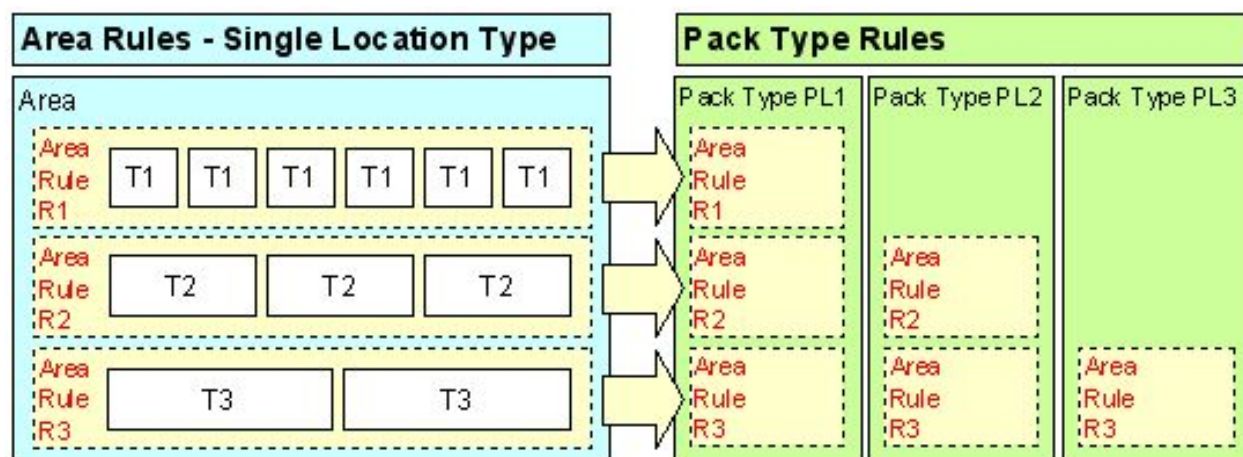 Area Rules - Single Location Type
Area
Area
Rule
R1
T1 T1 T1 T1 T1 T1
Area
Rule
R2
T2 T2 T2
Area
Rule
R3
T3 T3
Pack Type Rules
Pack Type PL1
Area
Rule
R1
Area
Rule
R2
Area
Rule
R3
Pack Type PL2
Area
Rule
R2
Area
Rule
R3
Pack Type PL3
Area
Rule
R3